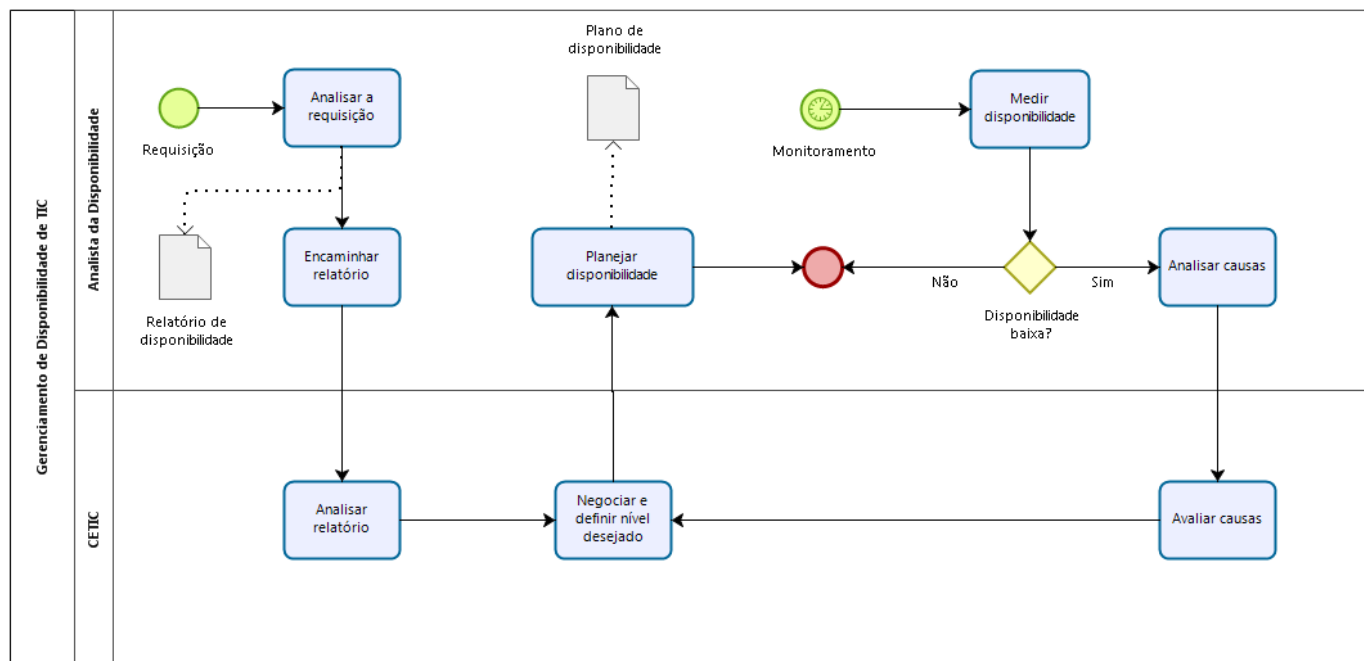 Gerenciamento de Disponibilidade de TIC
Analista da Disponibilidade
Requisição
Analisar a
requisição
Relatório de
disponibilidade
Encaminhar
relatório
Plano de
disponibilidade
Planejar
disponibilidade
Monitoramento
Medir
disponibilidade
Não
Sim
Disponibilidade
baixa?
Analisar causas
CETIC
Analisar
relatório
Negociar e
definir nível
desejado
Avaliar causas